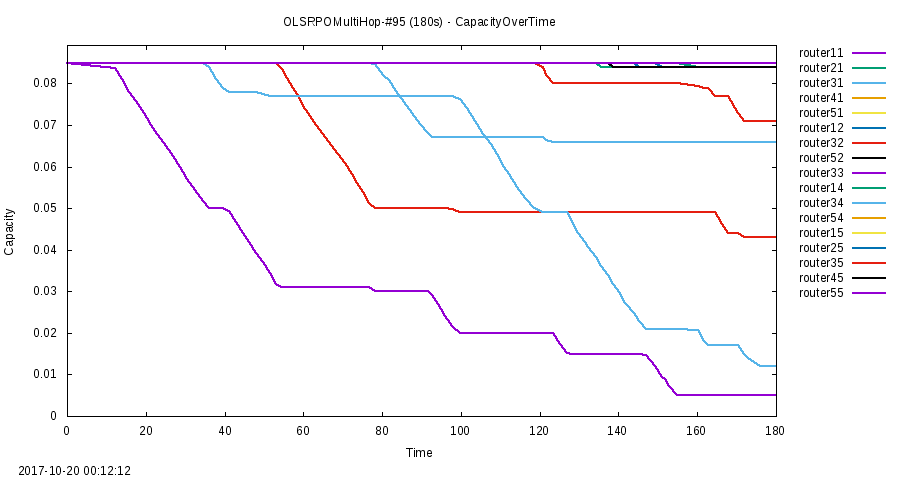 OLSRPPOMultiHop-#95 (180s) - CapacityOverTime
Capacity
0.08
0.07
0.06
0.05
0.04
0.03
0.02
0.01
0
0 20 40 60 80 100 120 140 160 180
Time
router11
router21
router31
router41
router51
router12
router32
router52
router33
router14
router34
router54
router15
router25
router35
router45
router55
2017-10-20 00:12:12